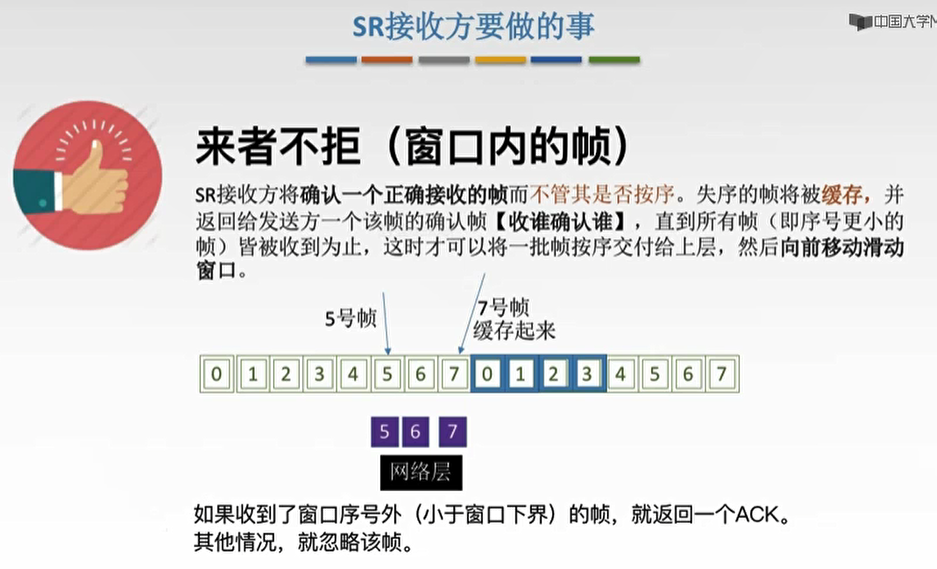 SR接收方要做的事
中国大学M
来者不拒（窗口内的帧）
SR接收方将确认一个正确接收的帧而不管其是否按序。失序的帧将被缓存，并
返回给发送方一个该帧的确认帧【收谁确认谁】，直到所有帧（即序号更小的
帧）皆被收到为止，这时才可以将一批帧按序交付给上层，然后向前移动滑动
窗口。
5号帧
7号帧
缓存起来
0 1 2 3 4 5 6 7 0 1 2 3 4 5 6 7
5 6 7
网络层
如果收到了窗口序号外（小于窗口下界）的帧，就返回一个ACK。
其他情况，就忽略该帧。